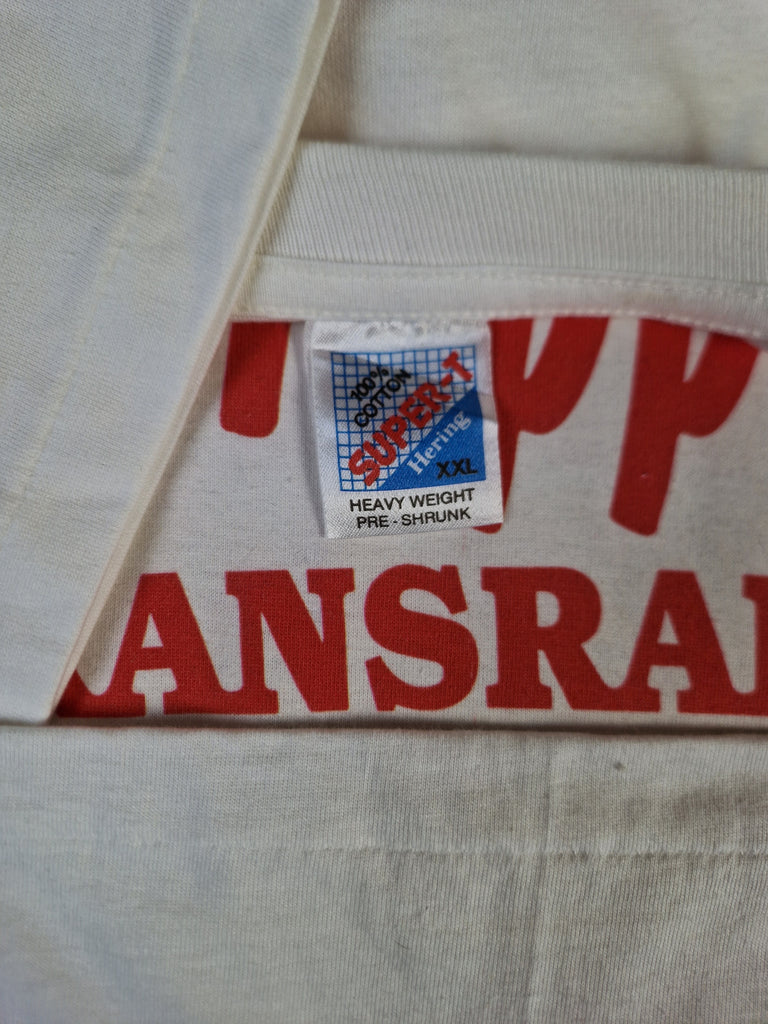 100%
COTTON
SUPER-T
Hering
XXL
HEAVY WEIGHT
PRE - SHRUNK
ANSRA